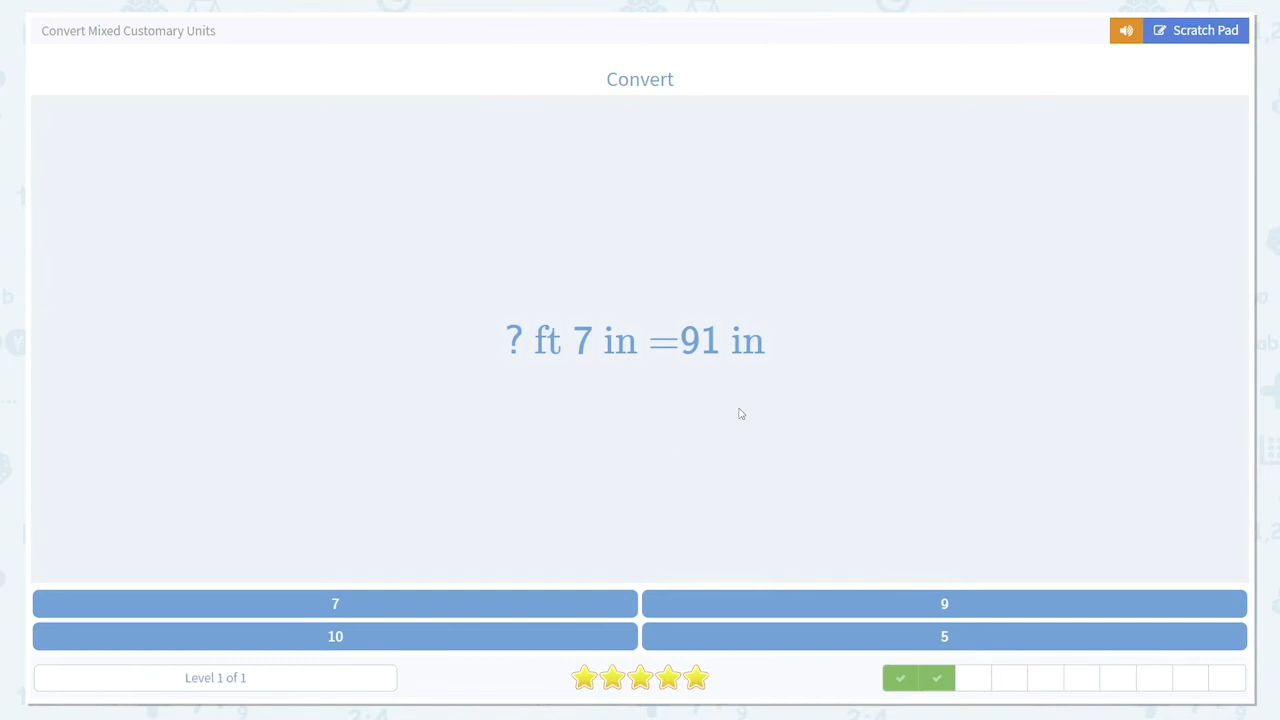 Convert Mixed Customary Units
Scratch Pad
Convert
? ft 7 in =91 in
7
9
10
5
Level 1 of 1